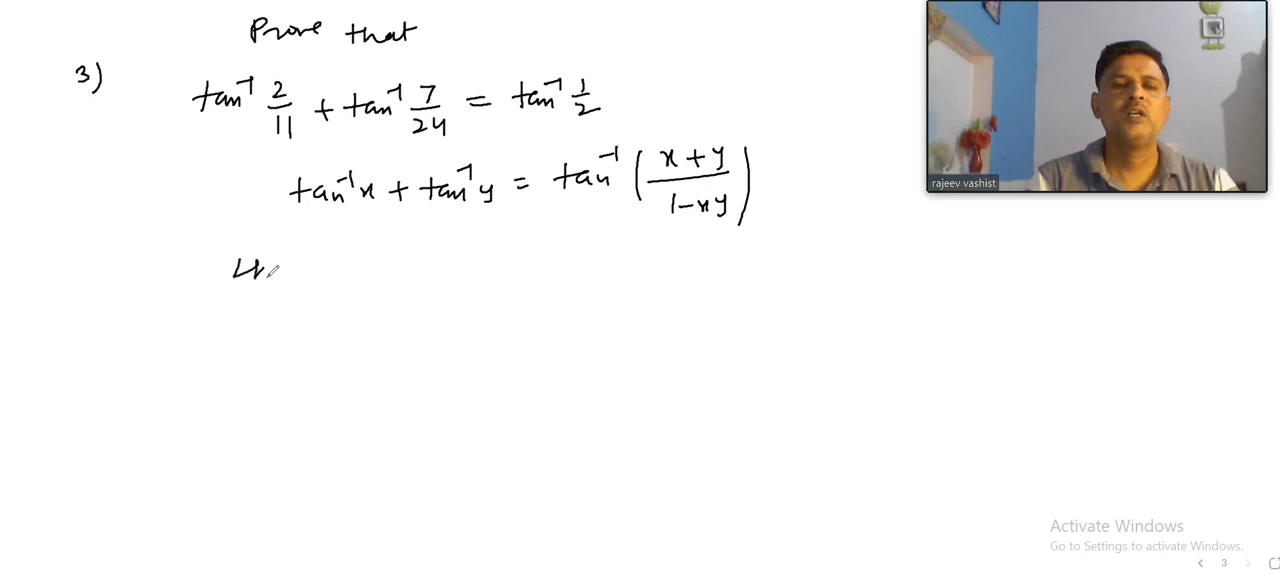 Prove that
3) tan⁻¹ 2/11 + tan⁻¹ 7/24 = tan⁻¹ 1/2
tan⁻¹x + tan⁻¹y = tan⁻¹ ( (x + y)/(1 - xy) )
rajeev vashist
Activate Windows
Go to Settings to activate Windows.
3